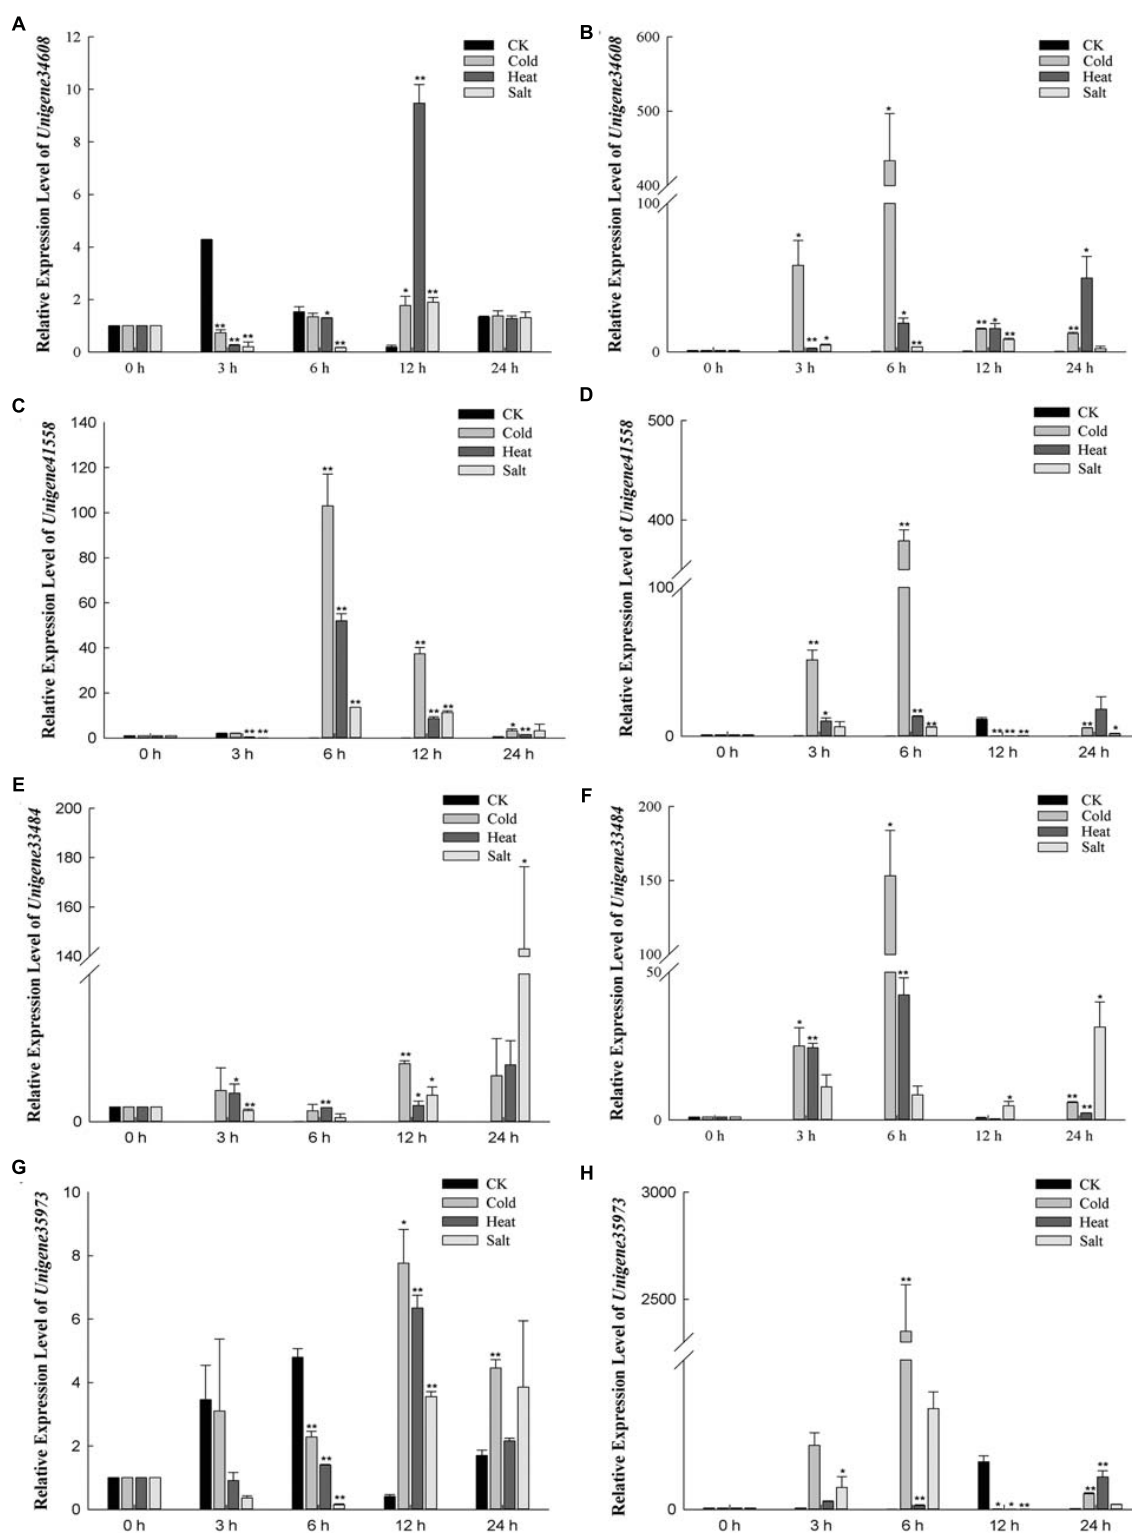 A
Relative Expression Level of Unigene34608
12
10
8
6
4
2
0
CK
Cold
Heat
Salt
**
** ** **
*
**
*
**
0 h 3 h 6 h 12 h 24 h
B
Relative Expression Level of Unigene34608
600
500
400
100
0
CK
Cold
Heat
Salt
*
*
** *
*
**
** *
**
*
**
0 h 3 h 6 h 12 h 24 h
C
Relative Expression Level of Unigene41558
140
120
100
80
60
40
20
0
CK
Cold
Heat
Salt
**
**
**
** **
**
** **
* **
0 h 3 h 6 h 12 h 24 h
D
Relative Expression Level of Unigene41558
500
400
100
0
CK
Cold
Heat
Salt
**
**
*
**
**
** ** **
**
*
0 h 3 h 6 h 12 h 24 h
E
Relative Expression Level of Unigene33484
200
180
160
140
0
CK
Cold
Heat
Salt
*
*
**
**
**
*
*
0 h 3 h 6 h 12 h 24 h
F
Relative Expression Level of Unigene33484
200
150
100
50
0
CK
Cold
Heat
Salt
*
*
**
**
*
*
**
**
0 h 3 h 6 h 12 h 24 h
G
Relative Expression Level of Unigene35973
10
8
6
4
2
0
CK
Cold
Heat
Salt
*
**
**
**
**
**
**
0 h 3 h 6 h 12 h 24 h
H
Relative Expression Level of Unigene35973
3000
2500
0
CK
Cold
Heat
Salt
**
*
**
* * **
**
**
0 h 3 h 6 h 12 h 24 h